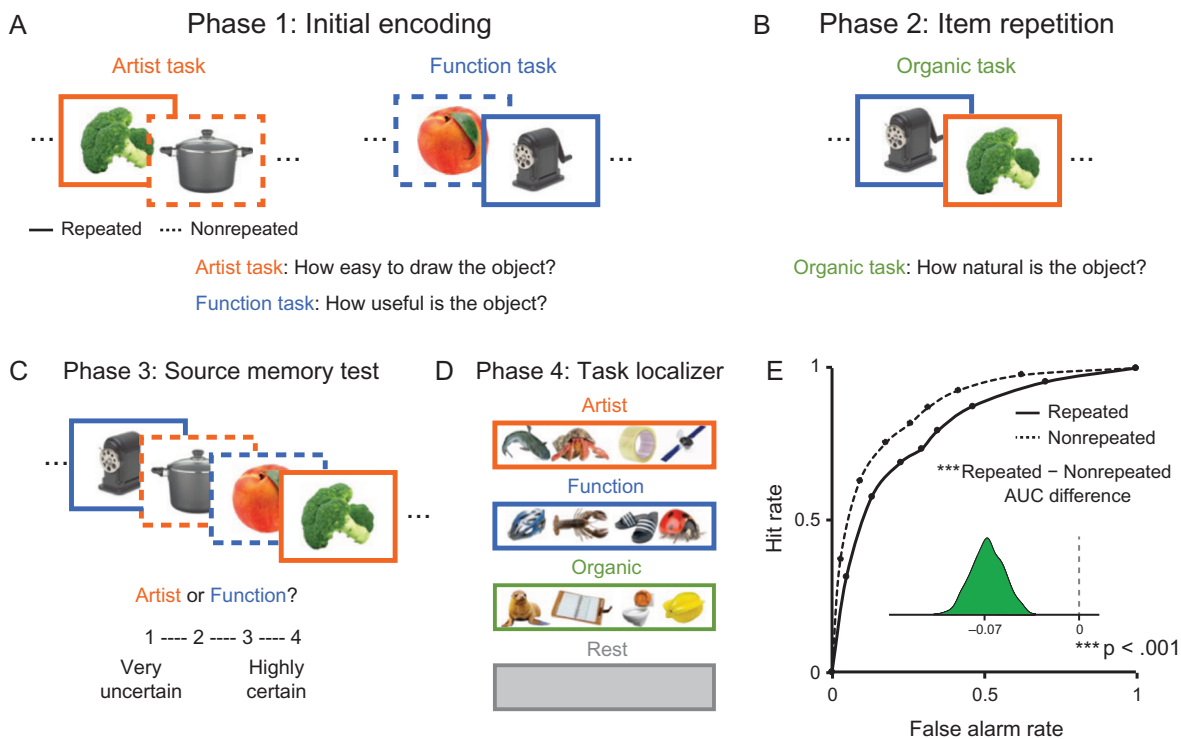 A
Phase 1: Initial encoding
Artist task
Function task
...
...
...
...
Repeated
Nonrepeated
Artist task: How easy to draw the object?
Function task: How useful is the object?
B
Phase 2: Item repetition
Organic task
...
...
Organic task: How natural is the object?
C
Phase 3: Source memory test
...
...
Artist or Function?
1 ---- 2 ---- 3 ---- 4
Very uncertain
Highly certain
D
Phase 4: Task localizer
Artist
Function
Organic
Rest
E
1
0.5
0
Hit rate
Repeated
Nonrepeated
***Repeated − Nonrepeated
AUC difference
−0.07
0
***p < .001
0
0.5
1
False alarm rate